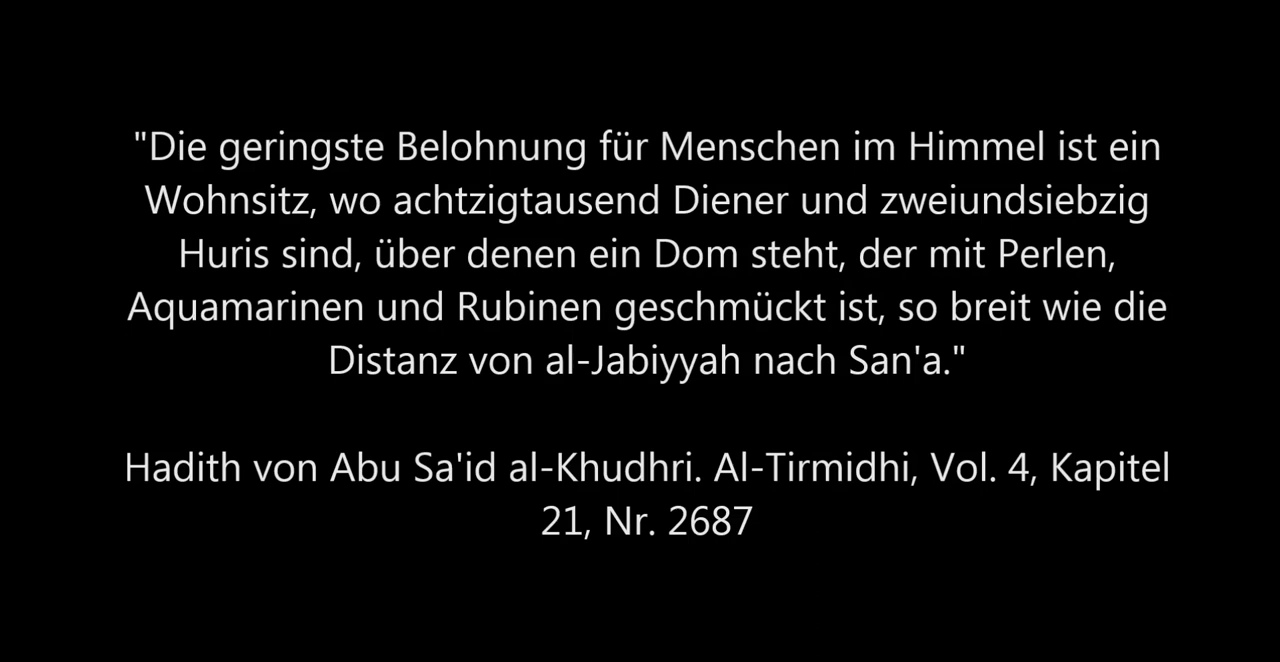 "Die geringste Belohnung für Menschen im Himmel ist ein
Wohnsitz, wo achtzigtausend Diener und zweiundsiebzig
Huris sind, über denen ein Dom steht, der mit Perlen,
Aquamarinen und Rubinen geschmückt ist, so breit wie die
Distanz von al-Jabiyyah nach San'a."
Hadith von Abu Sa'id al-Khudhri. Al-Tirmidhi, Vol. 4, Kapitel
21, Nr. 2687